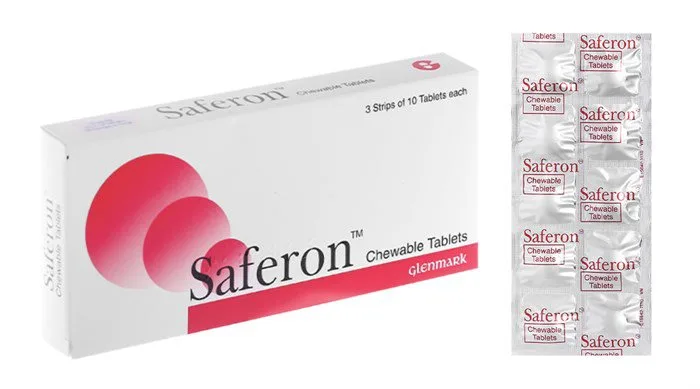 Saferon™ Chewable Tablets
3 Strips of 10 Tablets each
Saferon
Chewable Tablets
Saferon™ Chewable Tablets
GLENMARK
Saferon
Chewable
Tablets
Saferon
Chewable
Tablets
Saferon
Chewable
Tablets
Saferon
Chewable
Tablets
Saferon
Chewable
Tablets
Saferon
Chewable
Tablets
Saferon
Chewable
Tablets
Saferon
Chewable
Tablets
Saferon